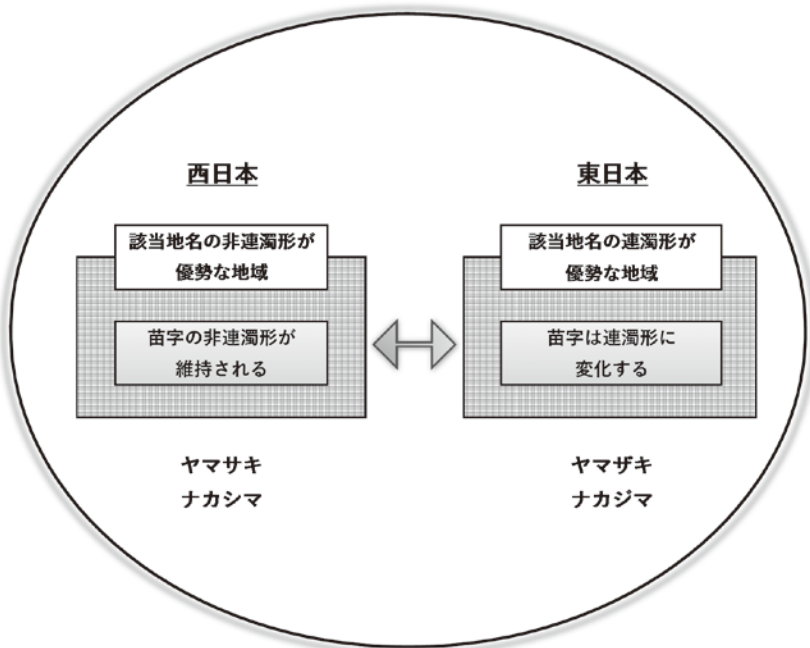 西日本
該当地名の非連濁形が
優勢な地域
苗字の非連濁形が
維持される
ヤマサキ
ナカシマ
東日本
該当地名の連濁形が
優勢な地域
苗字は連濁形に
変化する
ヤマザキ
ナカジマ